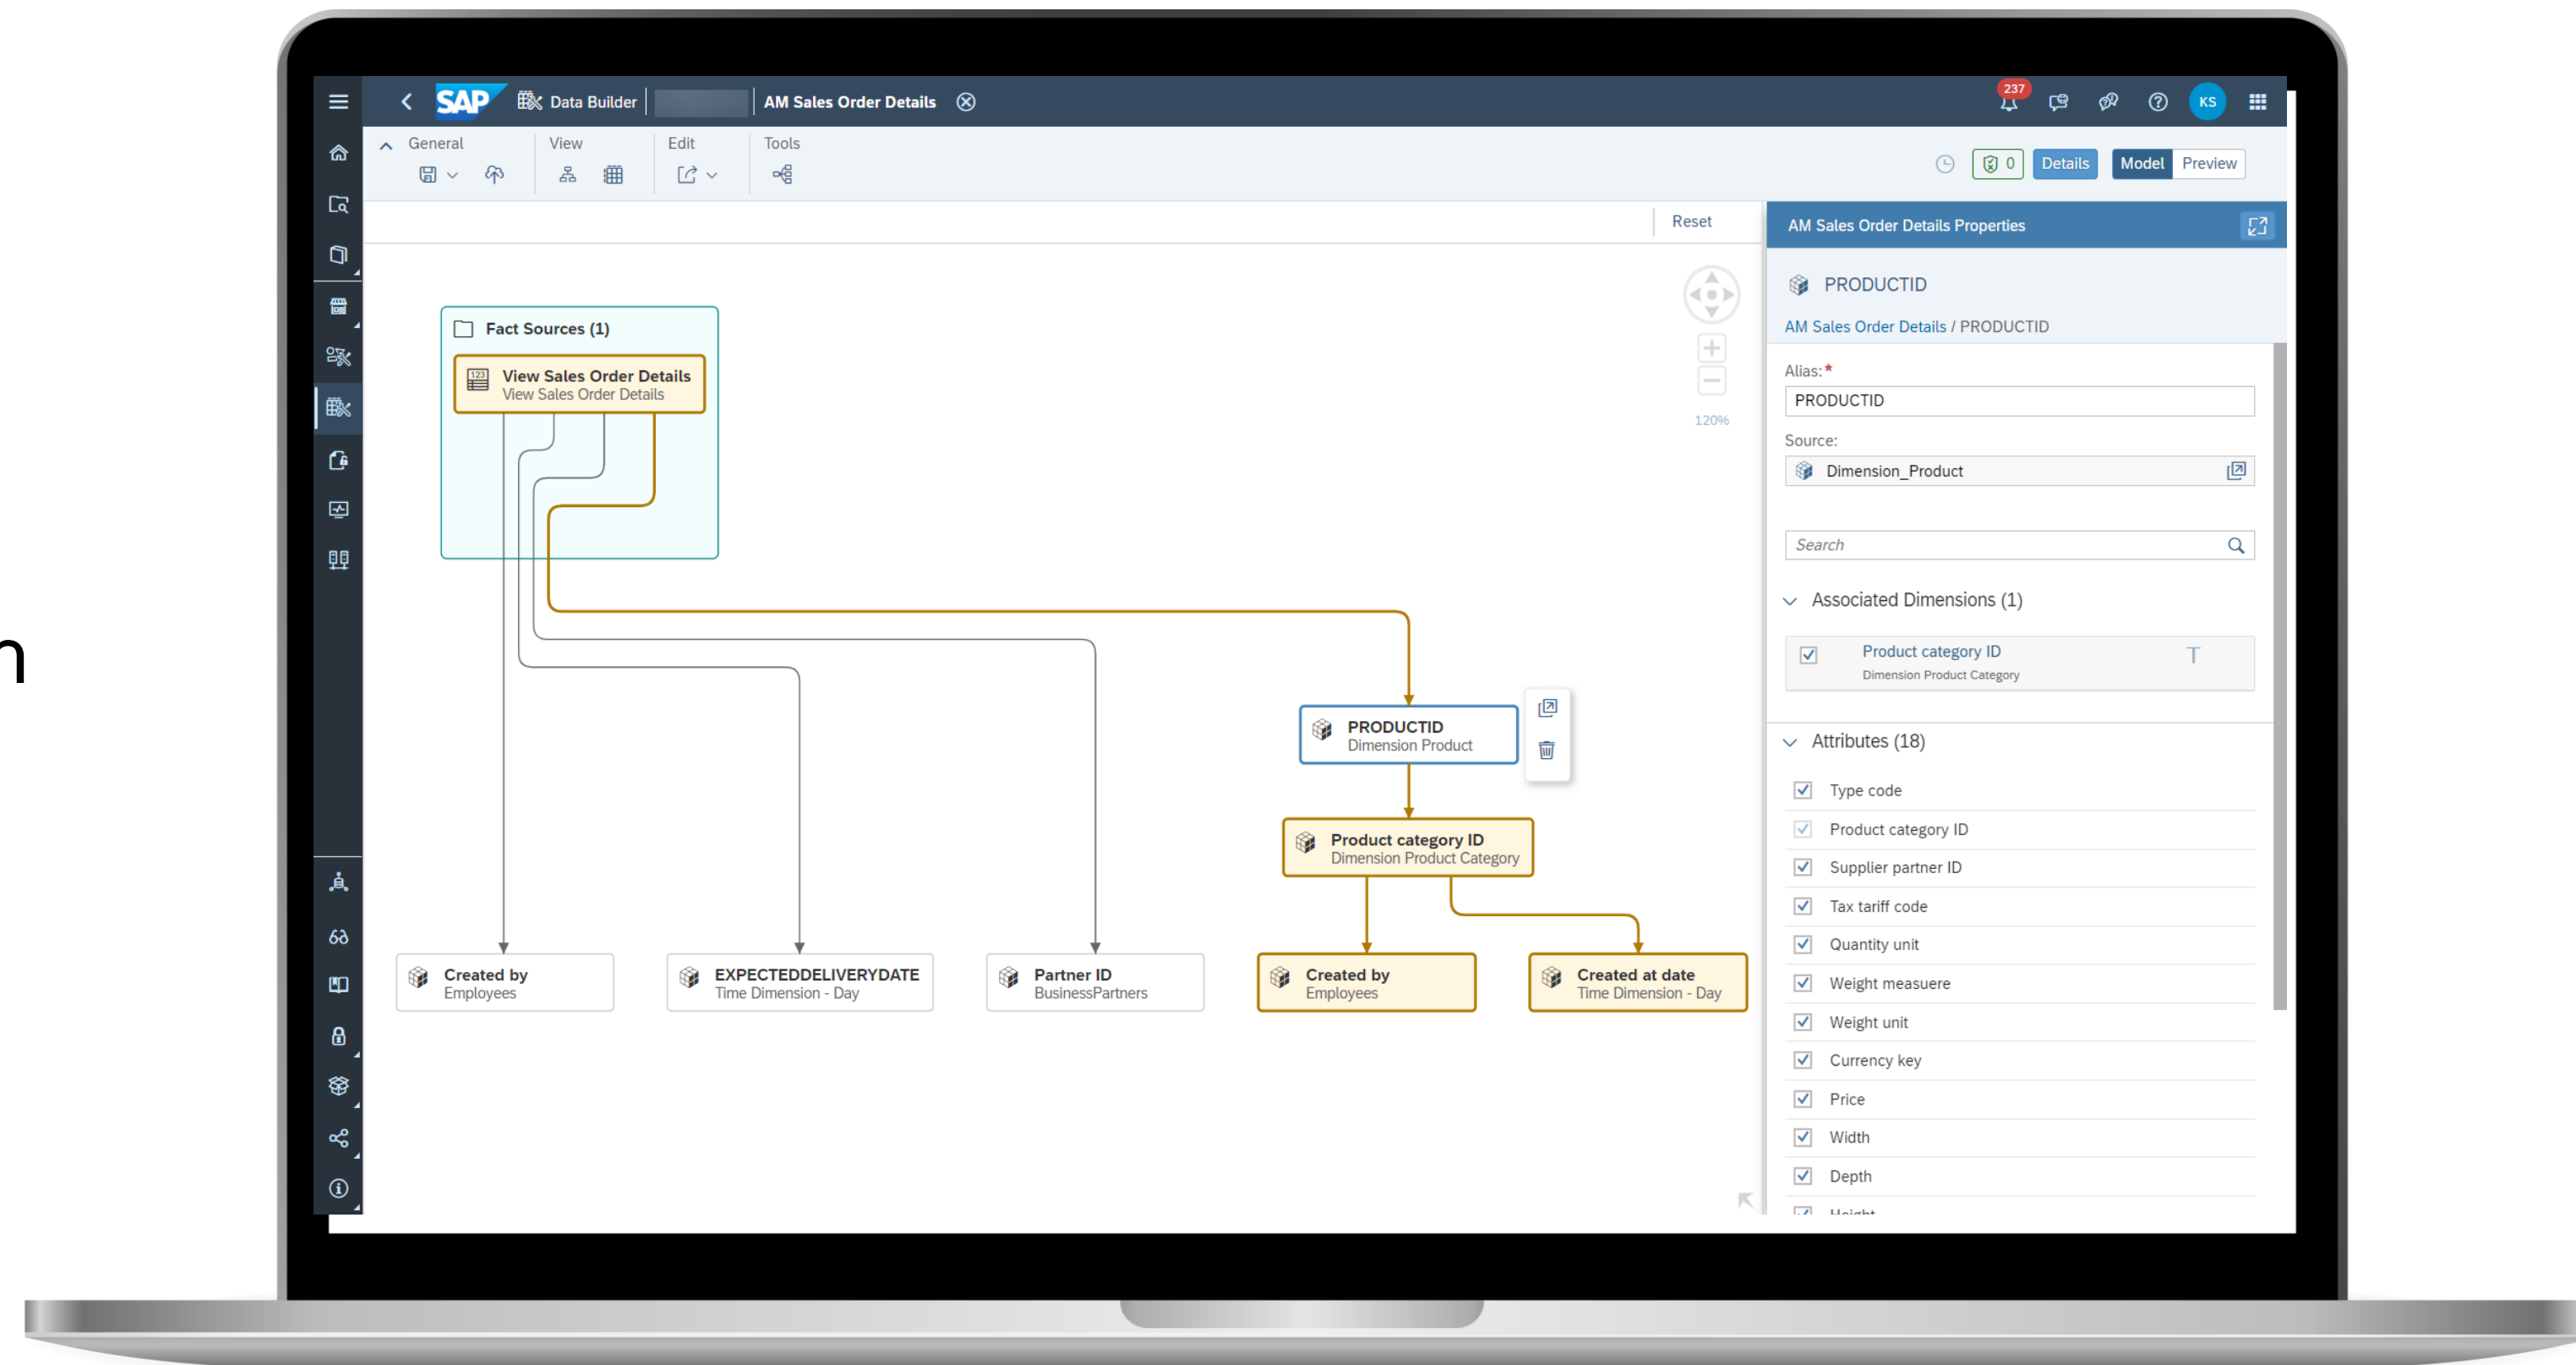 n
SAP Data Builder AM Sales Order Details
237
KS
General View Edit Tools
0 Details Model Preview
Reset
Fact Sources (1)
123
View Sales Order Details
View Sales Order Details
120%
PRODUCTID
Dimension Product
Product category ID
Dimension Product Category
Created by
Employees
EXPECTEDDELIVERYDATE
Time Dimension - Day
Partner ID
BusinessPartners
Created by
Employees
Created at date
Time Dimension - Day
AM Sales Order Details Properties
PRODUCTID
AM Sales Order Details / PRODUCTID
Alias:*
PRODUCTID
Source:
Dimension_Product
Search
Associated Dimensions (1)
Product category ID
Dimension Product Category
Attributes (18)
Type code
Product category ID
Supplier partner ID
Tax tariff code
Quantity unit
Weight measuere
Weight unit
Currency key
Price
Width
Depth
Height